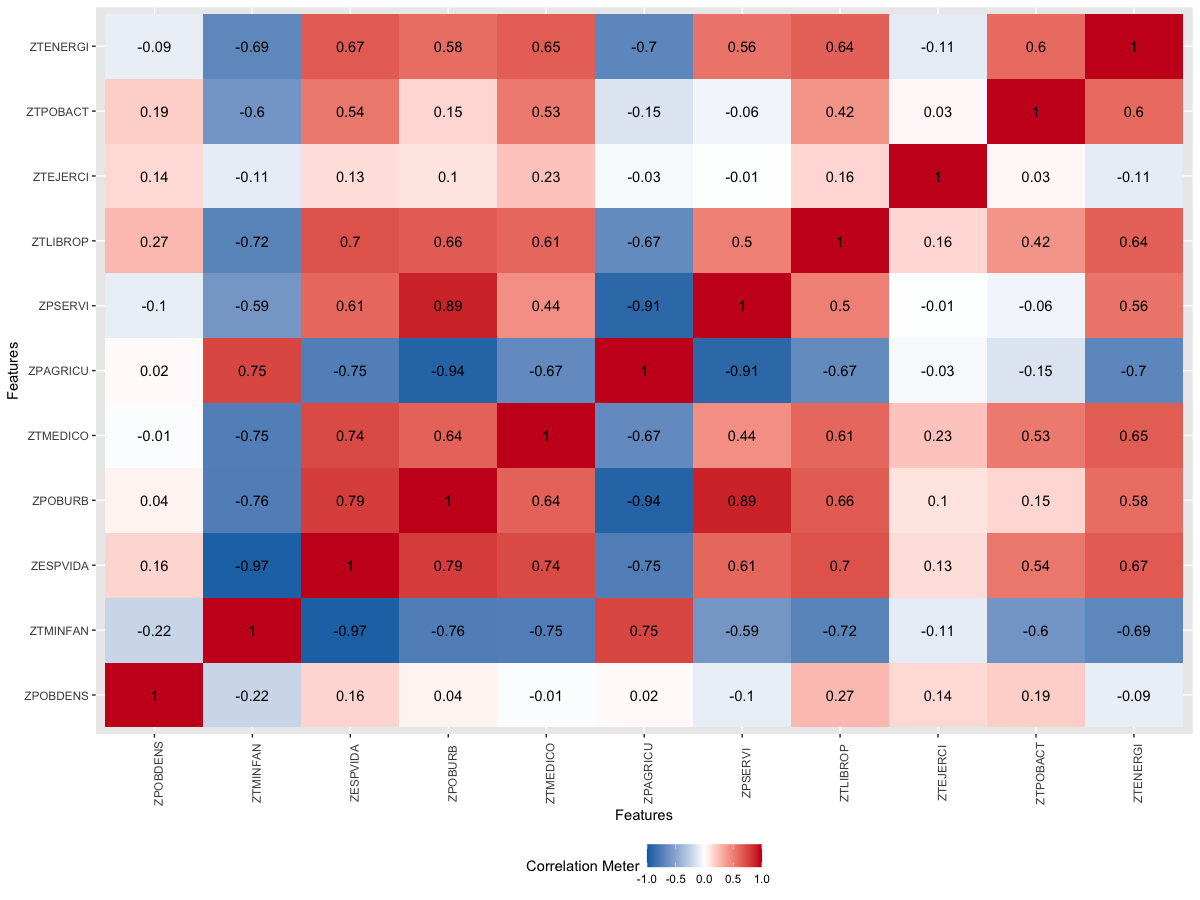 ZTENERGI -0.09 -0.69 0.67 0.58 0.65 -0.7 0.56 0.64 -0.11 0.6 1
ZTPOBACT 0.19 -0.6 0.54 0.15 0.53 -0.15 -0.06 0.42 0.03 1 0.6
ZTEJERCI 0.14 -0.11 0.13 0.1 0.23 -0.03 -0.01 0.16 1 0.03 -0.11
ZTLIBROP 0.27 -0.72 0.7 0.66 0.61 -0.67 0.5 1 0.16 0.42 0.64
ZPSERVI -0.1 -0.59 0.61 0.89 0.44 -0.91 1 0.5 -0.01 -0.06 0.56
Features
ZPAGRICU 0.02 0.75 -0.75 -0.94 -0.67 1 -0.91 -0.67 -0.03 -0.15 -0.7
ZTMEDICO -0.01 -0.75 0.74 0.64 1 -0.67 0.44 0.61 0.23 0.53 0.65
ZPOBURB 0.04 -0.76 0.79 1 0.64 -0.94 0.89 0.66 0.1 0.15 0.58
ZESPVIDA 0.16 -0.97 1 0.79 0.74 -0.75 0.61 0.7 0.13 0.54 0.67
ZTMINFAN -0.22 1 -0.97 -0.76 -0.75 0.75 -0.59 -0.72 -0.11 -0.6 -0.69
ZPOBDENS 1 -0.22 0.16 0.04 -0.01 0.02 -0.1 0.27 0.14 0.19 -0.09
ZPOBDENS ZTMINFAN ZESPVIDA ZPOBURB ZTMEDICO ZPAGRICU ZPSERVI ZTLIBROP ZTEJERCI ZTPOBACT ZTENERGI
Features
Correlation Meter
-1.0 -0.5 0.0 0.5 1.0